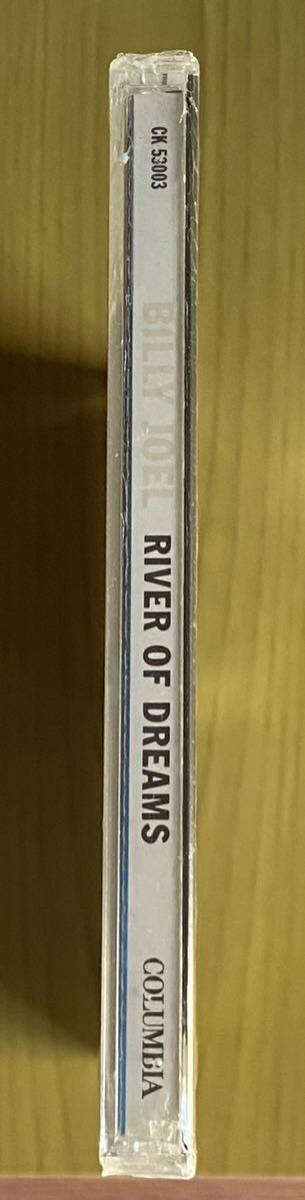 CK 53003
BILLY JOEL
RIVER OF DREAMS
COLUMBIA